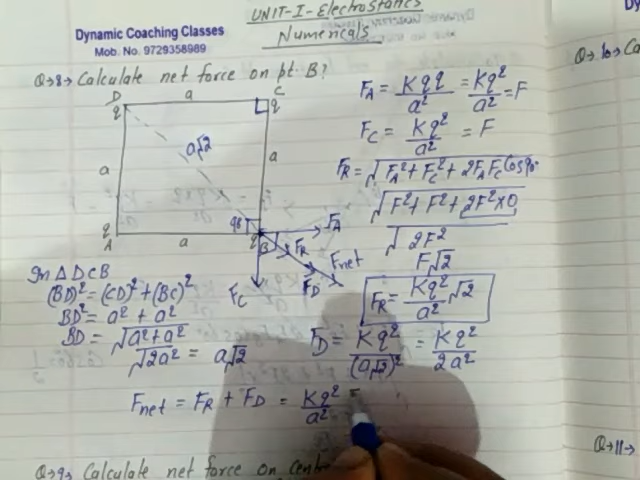 UNIT-I-Electrostatics
Dynamic Coaching Classes
Mob. No. 9729358989
Numericals
Q→8→ Calculate net force on pt. B?
Q→10→ Ca
D a C
q q
a√2
a a
q 90° q
A a B
F_A
F_R
F_net
F_D
F_C
F_A = Kqq/a² = Kq²/a² = F
F_C = Kq²/a² = F
F_R = √F_A² + F_C² + 2F_A F_C Cos90°
√F² + F² + 2F² × 0
√2F²
F√2
F_R = Kq²/a² √2
In Δ DCB
(BD)² = (CD)² + (BC)²
BD² = a² + a²
BD = √a² + a²
√2a² = a√2
F_D = Kq²/(a√2)² = Kq²/2a²
F_net = F_R + F_D = Kq²/a²
Q→11→
Q→9→ Calculate net force on centre